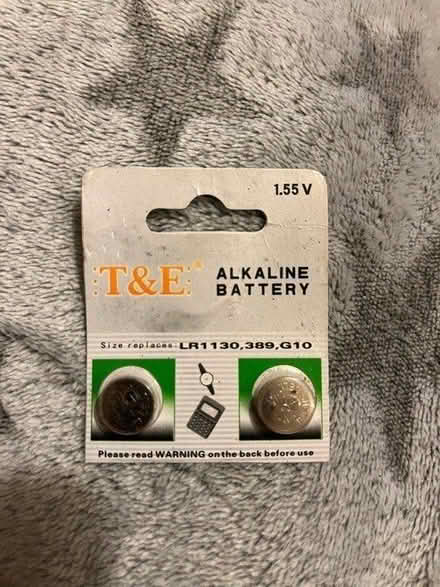 1.55 V
T&E®
ALKALINE
BATTERY
Size replaces: LR1130,389,G10
Please read WARNING on the back before use